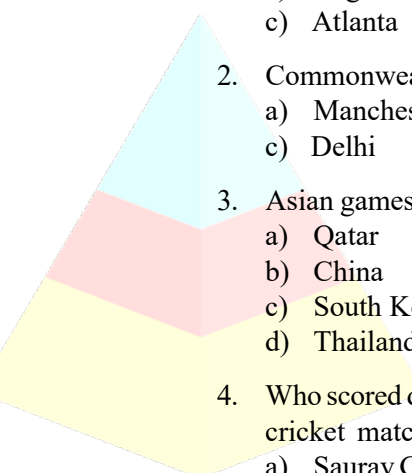 c) Atlanta
2. Commonwea
a) Manches
c) Delhi
3. Asian games
a) Qatar
b) China
c) South K
d) Thailand
4. Who scored
cricket matc
a) Saurav